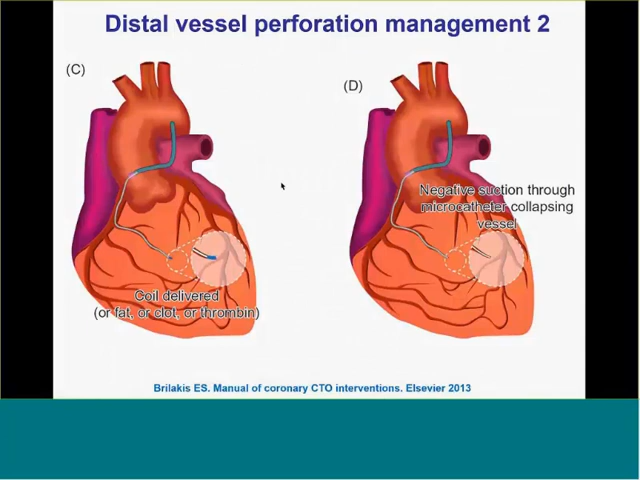 Distal vessel perforation management 2
(C)
(D)
Negative suction through
microcatheter collapsing
vessel
Coil delivered
(or fat, or clot, or thrombin)
Brilakis ES. Manual of coronary CTO interventions. Elsevier 2013